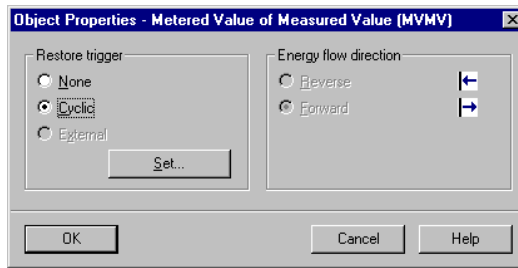 Object Properties - Metered Value of Measured Value (MVMV)
Restore trigger
None
Cyclic
External
Set...
Energy flow direction
Reverse
Forward
OK
Cancel
Help